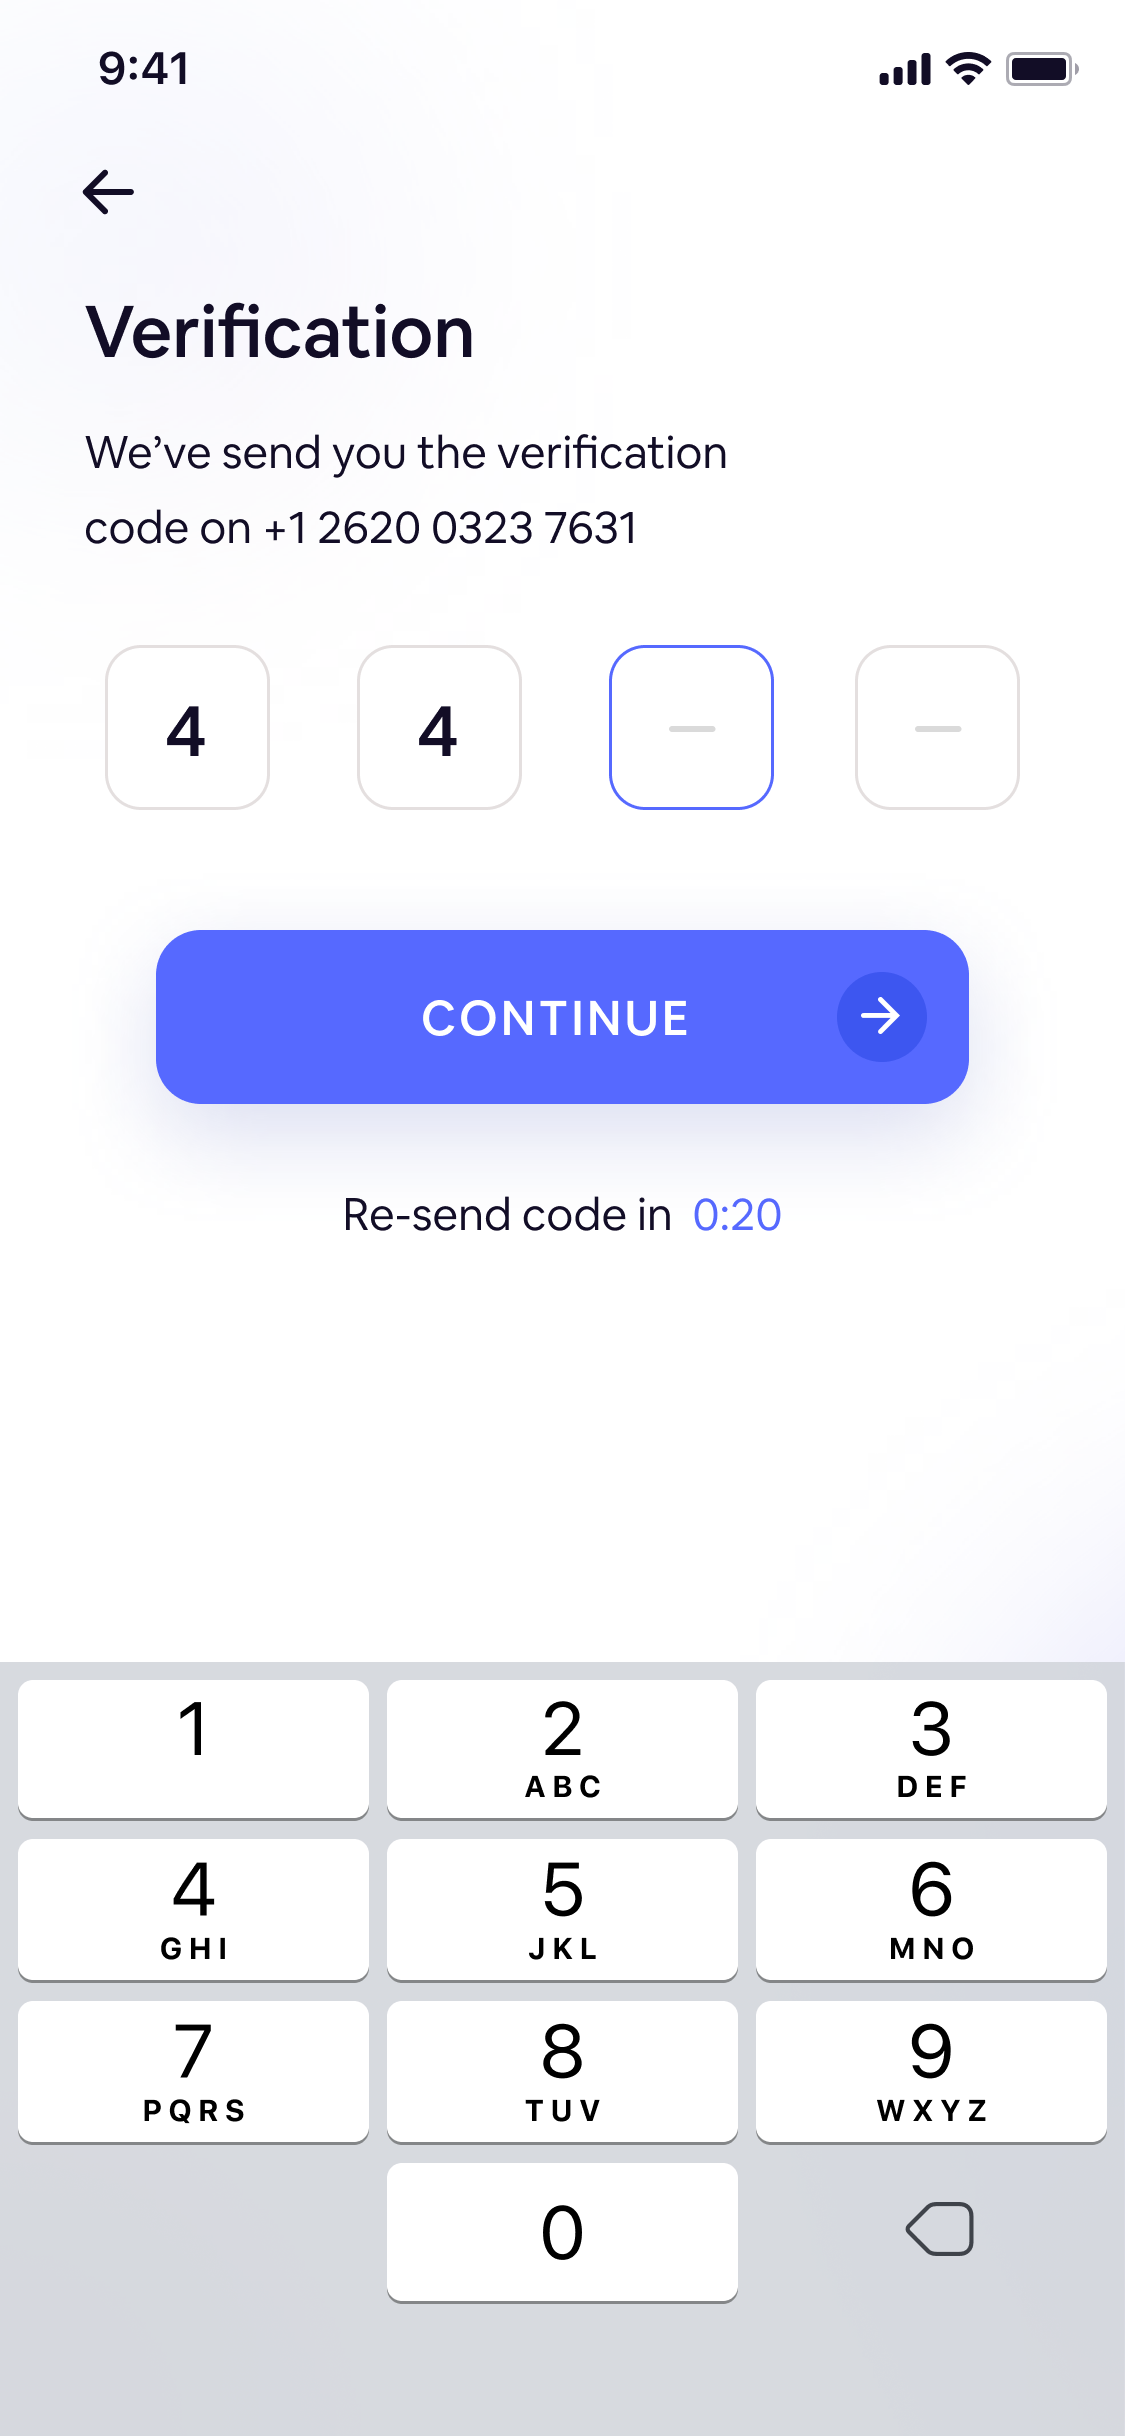 9:41
Verification
We’ve send you the verification
code on +1 2620 0323 7631
4 4
CONTINUE
Re-send code in 0:20
1 2 3
ABC DEF
4 5 6
GHI JKL MNO
7 8 9
PQRS TUV WXYZ
0